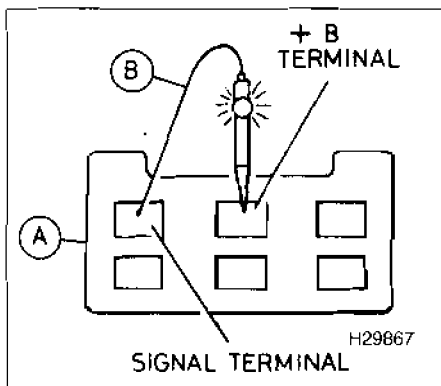 B
+ B
TERMINAL
A
H29867
SIGNAL TERMINAL